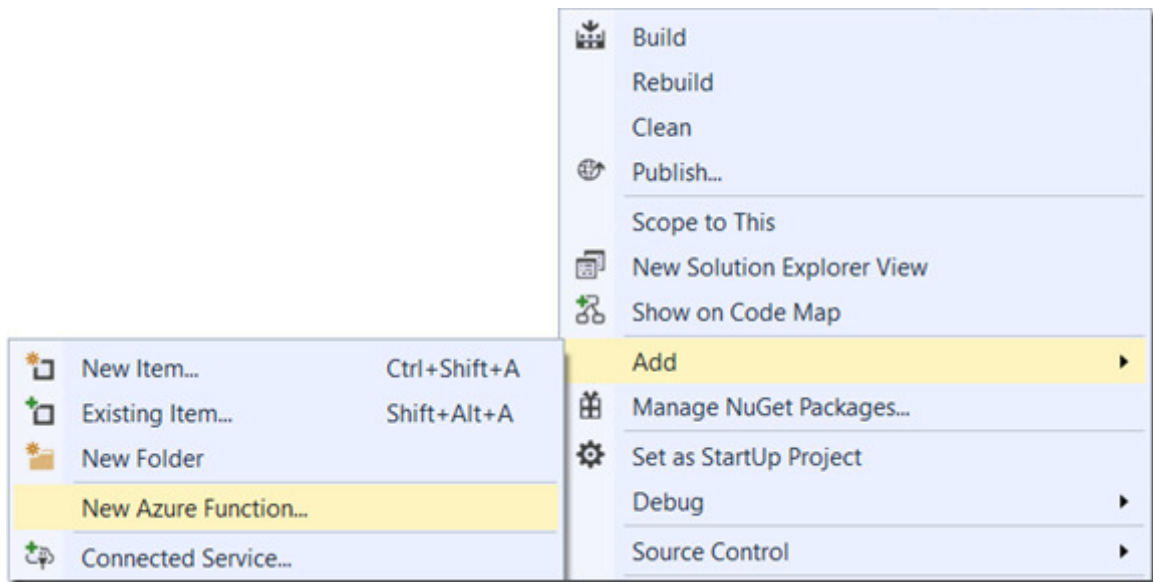 Build
Rebuild
Clean
Publish...
Scope to This
New Solution Explorer View
Show on Code Map
Add
Manage NuGet Packages...
Set as StartUp Project
Debug
Source Control
New Item... Ctrl+Shift+A
Existing Item... Shift+Alt+A
New Folder
New Azure Function...
Connected Service...